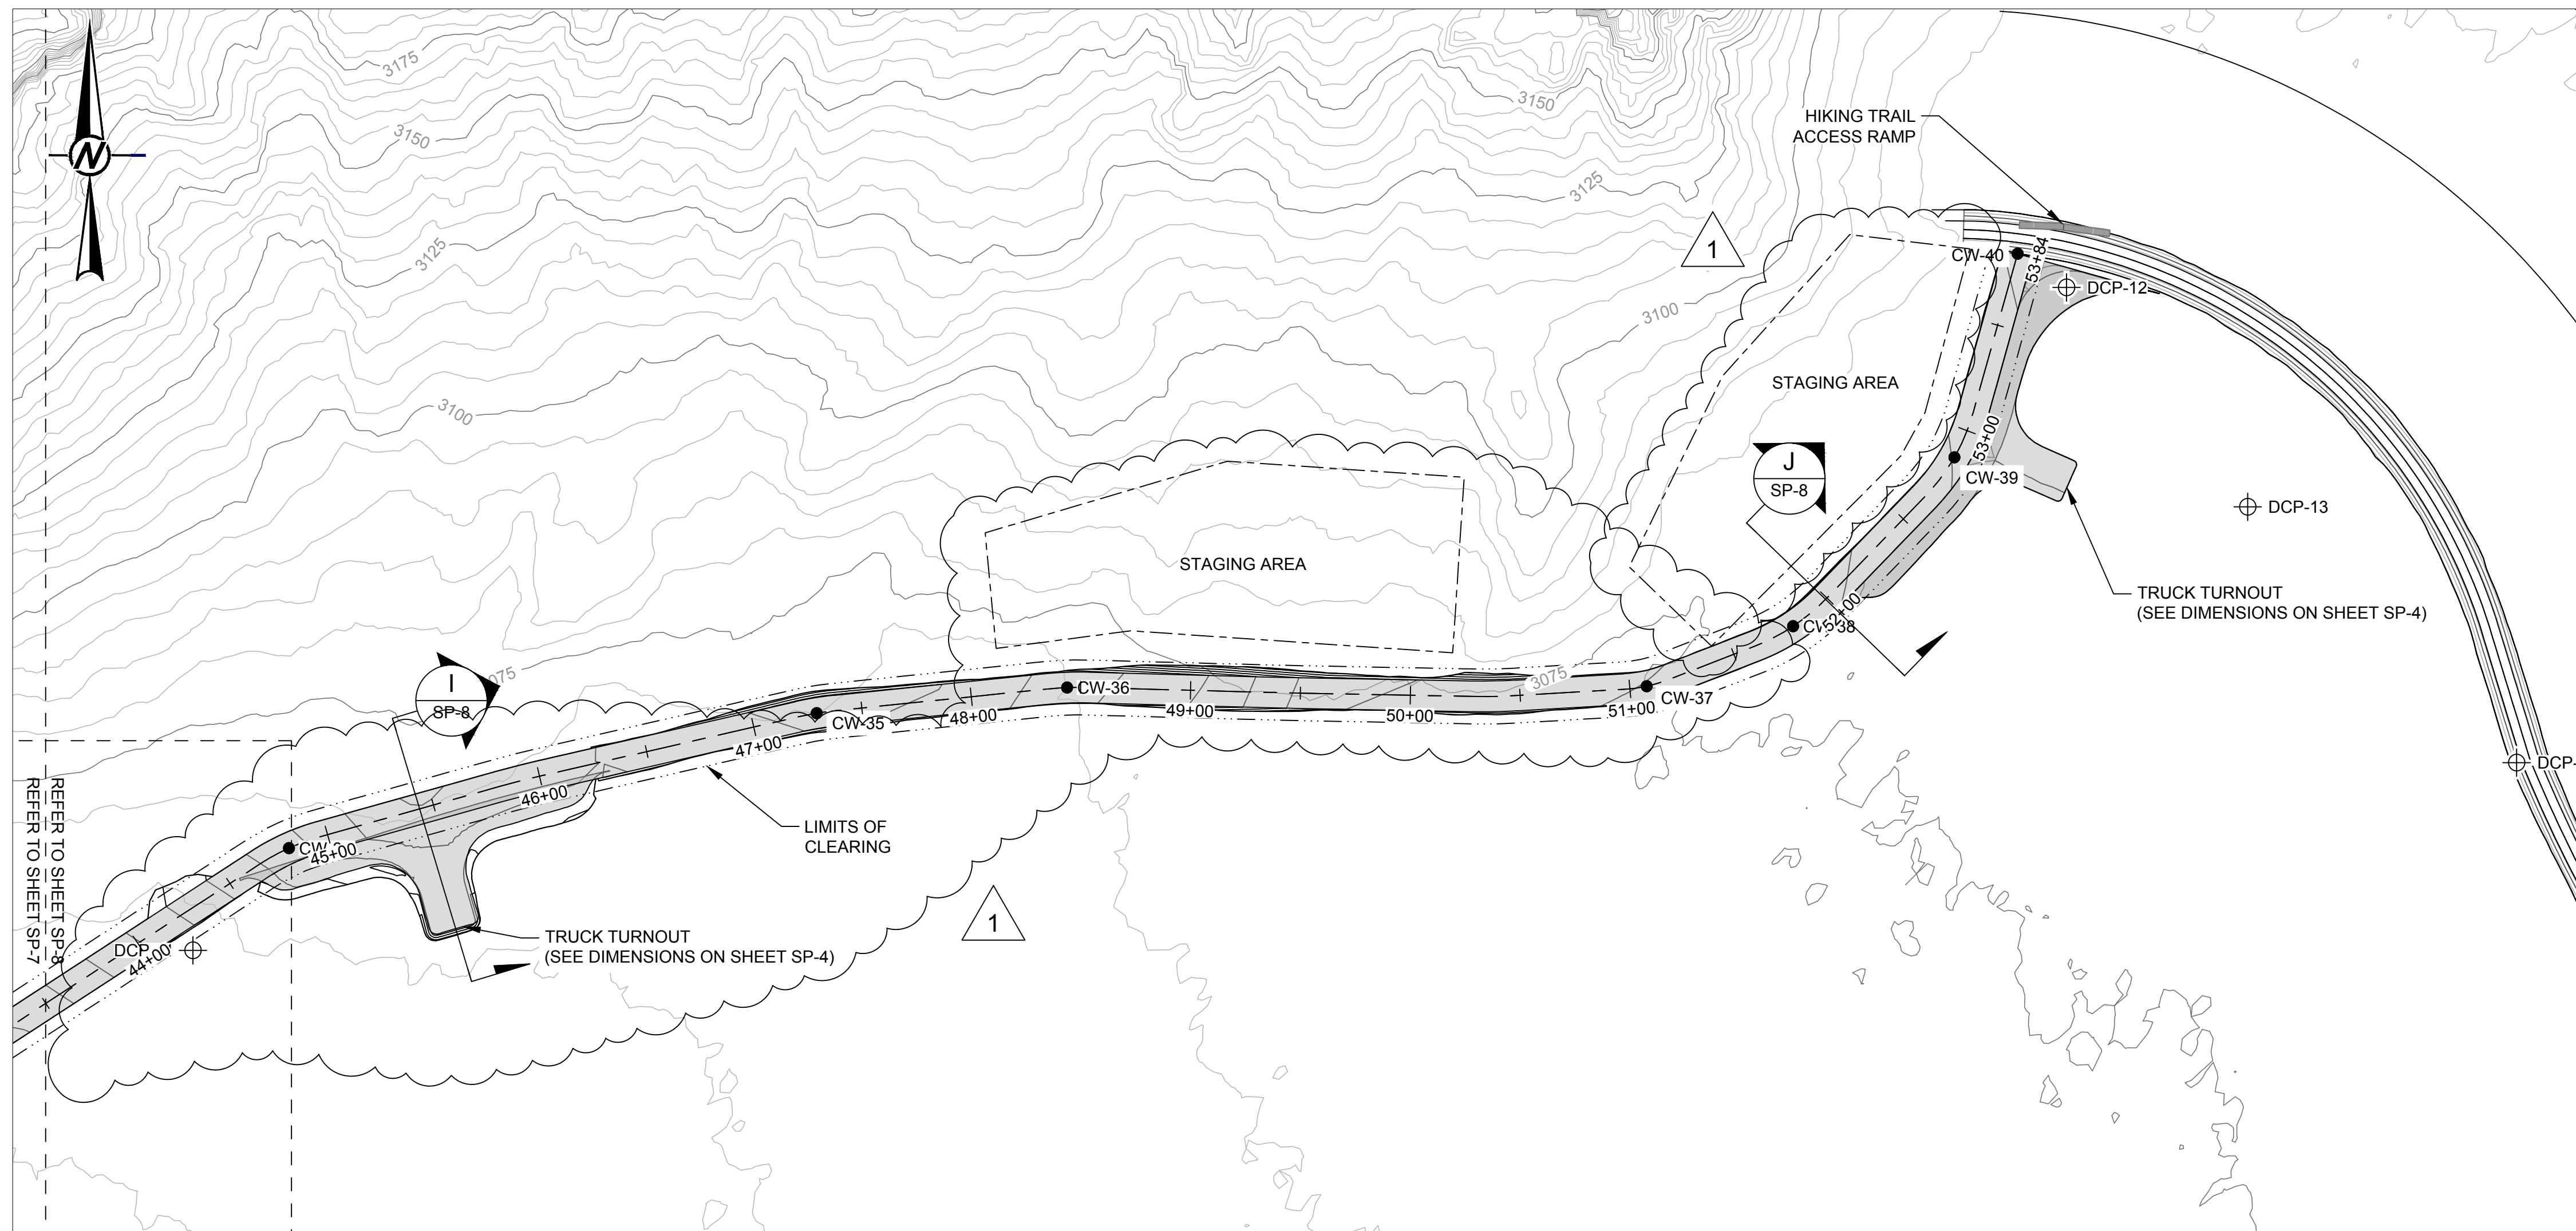 3175
3150
3125
3100
3075
N
3150
3125
3100
3075
HIKING TRAIL
ACCESS RAMP
1
CW-40
53+84
DCP-12
STAGING AREA
J
SP-8
53+00
CW-39
DCP-13
STAGING AREA
TRUCK TURNOUT
(SEE DIMENSIONS ON SHEET SP-4)
52+00
CW-38
I
SP-8
CW-36
CW-37
CW-35
48+00
49+00
50+00
51+00
47+00
46+00
45+00
LIMITS OF
CLEARING
REFER TO SHEET SP-8
REFER TO SHEET SP-7
1
TRUCK TURNOUT
(SEE DIMENSIONS ON SHEET SP-4)
DCP-
44+00
DCP-